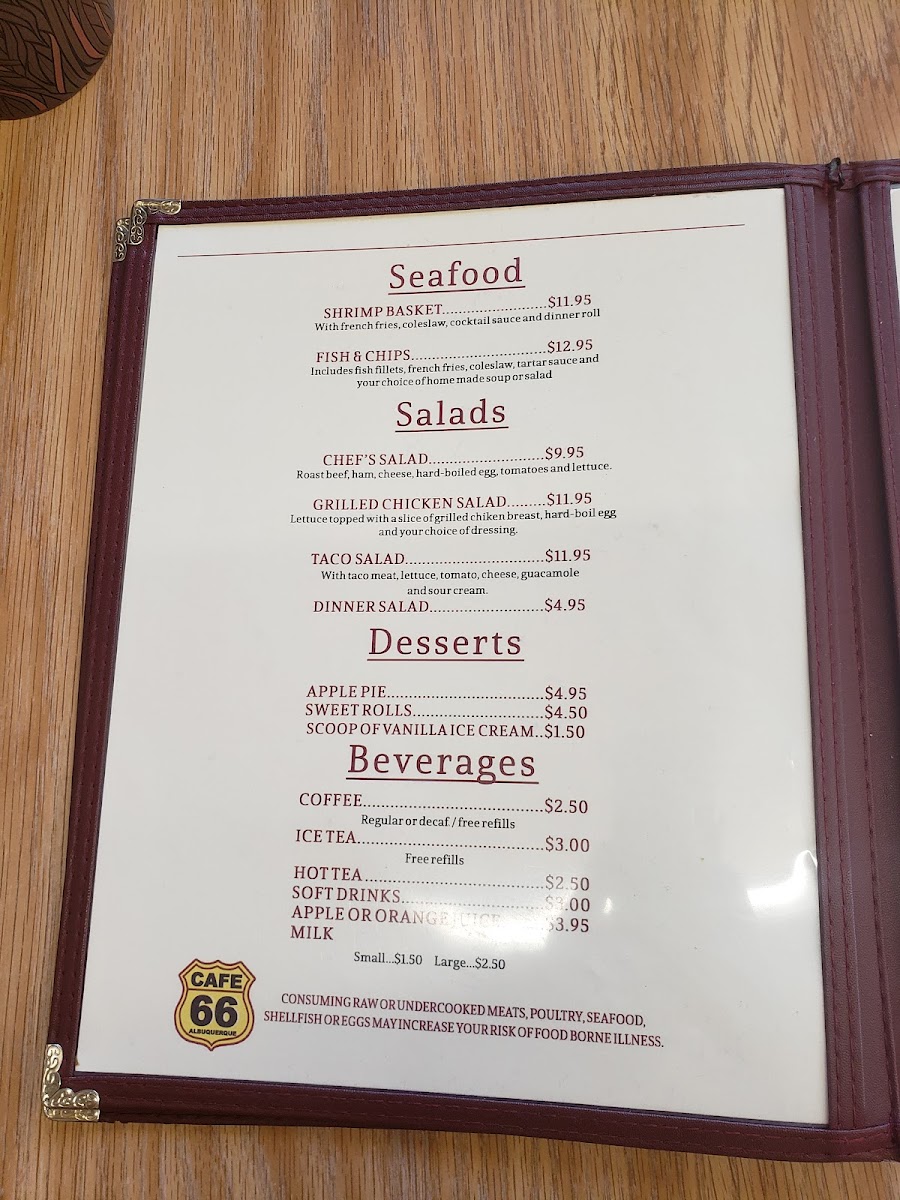 Seafood
SHRIMP BASKET.........................$11.95
With french fries, coleslaw, cocktail sauce and dinner roll
FISH & CHIPS................................$12.95
Includes fish fillets, french fries, coleslaw, tartar sauce and
your choice of home made soup or salad
Salads
CHEF'S SALAD...........................$9.95
Roast beef, ham, cheese, hard-boiled egg, tomatoes and lettuce.
GRILLED CHICKEN SALAD.........$11.95
Lettuce topped with a slice of grilled chiken breast, hard-boil egg
and your choice of dressing.
TACO SALAD.................................$11.95
With taco meat, lettuce, tomato, cheese, guacamole
and sour cream.
DINNER SALAD...........................$4.95
Desserts
APPLE PIE.....................................$4.95
SWEET ROLLS...............................$4.50
SCOOP OF VANILLA ICE CREAM..$1.50
Beverages
COFFEE...........................................$2.50
Regular or decaf. / free refills
ICE TEA............................................$3.00
Free refills
HOT TEA..........................................$2.50
SOFT DRINKS..................................$3.00
APPLE OR ORANGE JUICE..........$3.95
MILK
Small...$1.50 Large...$2.50
CAFE
66
ALBUQUERQUE
CONSUMING RAW OR UNDERCOOKED MEATS, POULTRY, SEAFOOD,
SHELLFISH OR EGGS MAY INCREASE YOUR RISK OF FOOD BORNE ILLNESS.